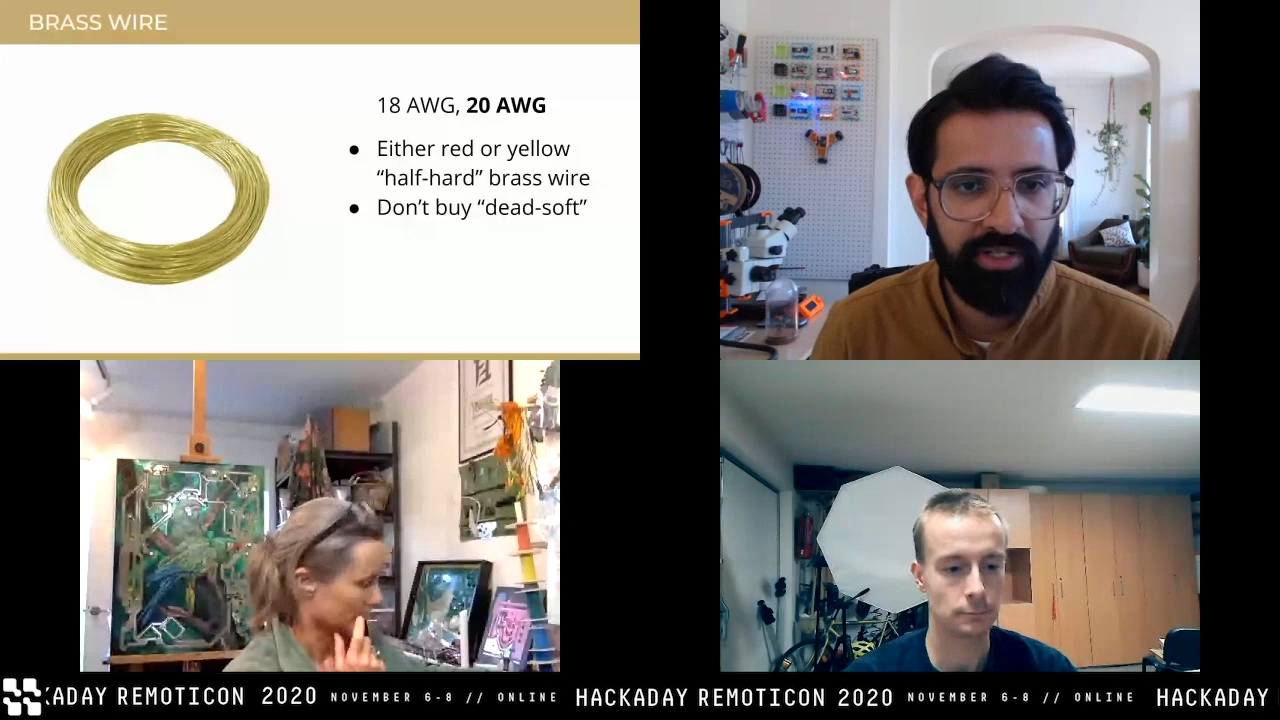 BRASS WIRE
18 AWG, 20 AWG
● Either red or yellow
“half-hard” brass wire
● Don’t buy “dead-soft”
KADAY REMOTICON 2020 NOVEMBER 6-8 // ONLINE HACKADAY REMOTICON 2020 NOVEMBER 6-8 // ONLINE HACKADAY